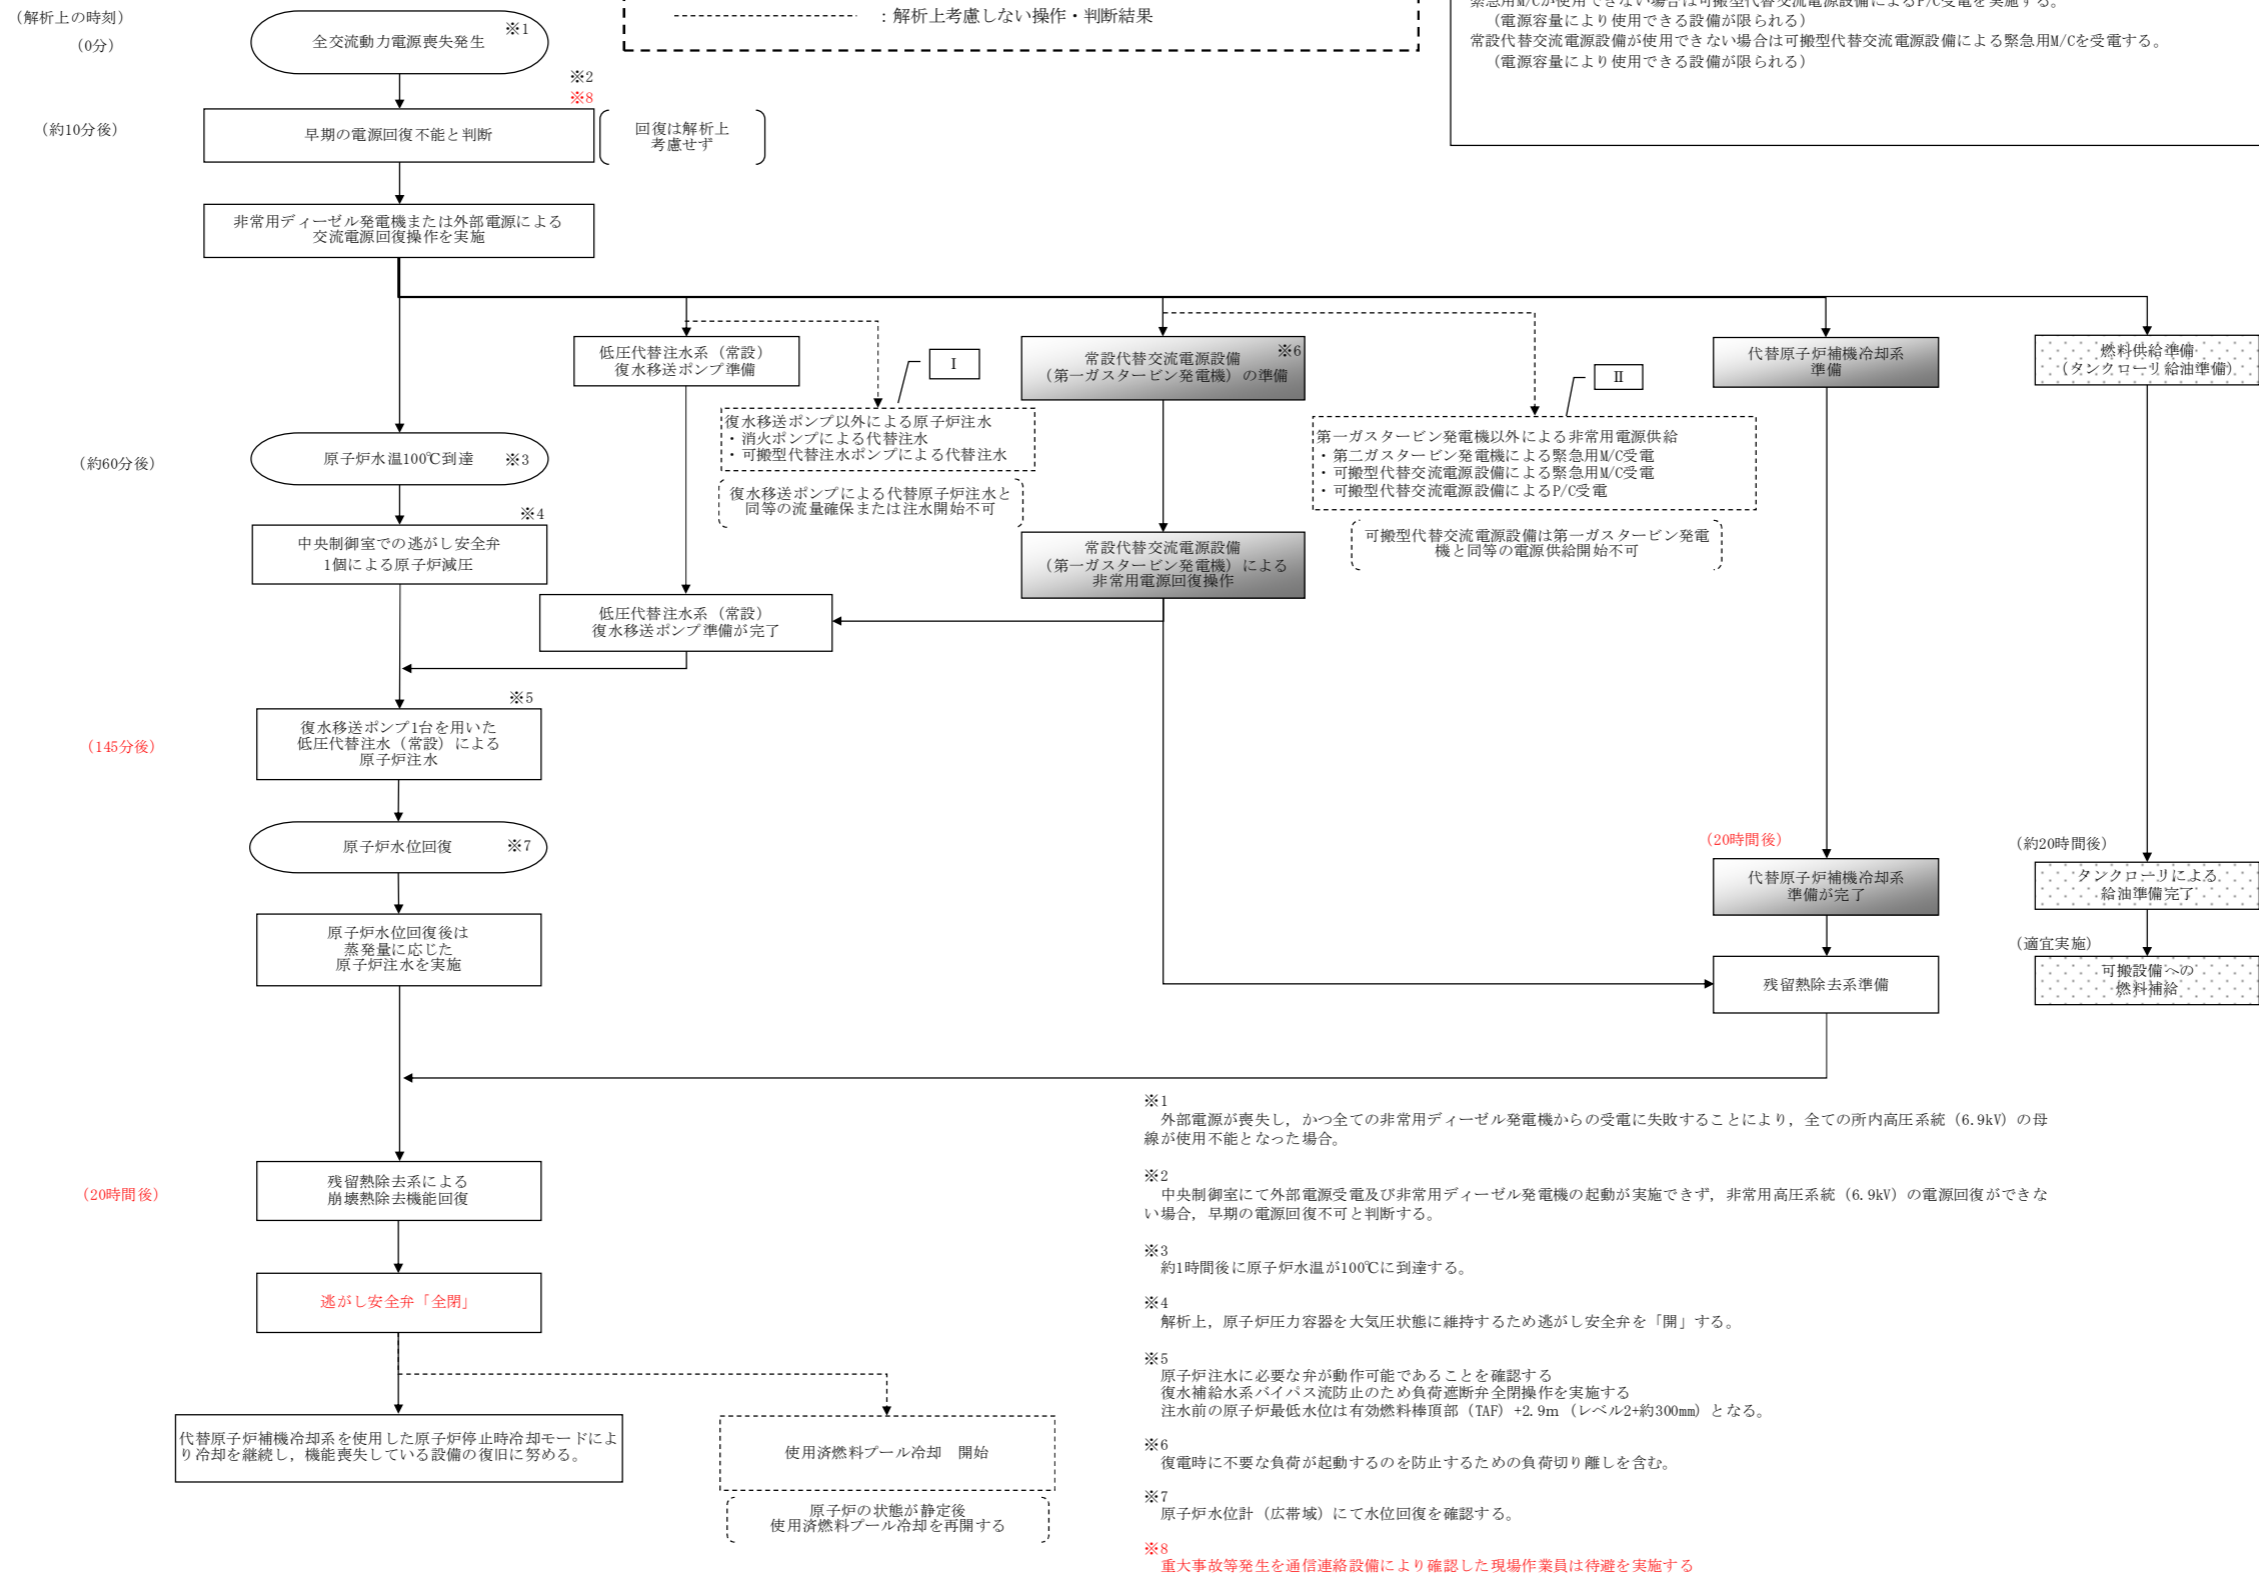 （解析上の時刻）
（0分）
全交流動力電源喪失発生
※1
: 解析上考慮しない操作・判断結果
緊急用M/Cが使用できない場合は可搬型代替交流電源設備によるP/C受電を実施する。
（電源容量により使用できる設備が限られる）
常設代替交流電源設備が使用できない場合は可搬型代替交流電源設備による緊急用M/Cを受電する。
（電源容量により使用できる設備が限られる）
※2
※8
（約10分後）
早期の電源回復不能と判断
回復は解析上
考慮せず
非常用ディーゼル発電機または外部電源による
交流電源回復操作を実施
低圧代替注水系（常設）
復水移送ポンプ準備
I
常設代替交流電源設備
（第一ガスタービン発電機）の準備
※6
II
代替原子炉補機冷却系
準備
燃料供給準備
（タンクローリ給油準備）
復水移送ポンプ以外による原子炉注水
・消火ポンプによる代替注水
・可搬型代替注水ポンプによる代替注水
復水移送ポンプによる代替原子炉注水と
同等の流量確保または注水開始不可
第一ガスタービン発電機以外による非常用電源供給
・第二ガスタービン発電機による緊急用M/C受電
・可搬型代替交流電源設備による緊急用M/C受電
・可搬型代替交流電源設備によるP/C受電
可搬型代替交流電源設備は第一ガスタービン発電
機と同等の電源供給開始不可
（約60分後）
原子炉水温100℃到達
※3
※4
中央制御室での逃がし安全弁
1個による原子炉減圧
常設代替交流電源設備
（第一ガスタービン発電機）による
非常用電源回復操作
低圧代替注水系（常設）
復水移送ポンプ準備が完了
※5
（145分後）
復水移送ポンプ1台を用いた
低圧代替注水（常設）による
原子炉注水
原子炉水位回復
※7
（20時間後）
代替原子炉補機冷却系
準備が完了
（約20時間後）
タンクローリによる
給油準備完了
原子炉水位回復後は
蒸発量に応じた
原子炉注水を実施
残留熱除去系準備
（適宜実施）
可搬設備への
燃料補給
（20時間後）
残留熱除去系による
崩壊熱除去機能回復
逃がし安全弁「全閉」
代替原子炉補機冷却系を使用した原子炉停止時冷却モードによ
り冷却を継続し，機能喪失している設備の復旧に努める。
使用済燃料プール冷却　開始
原子炉の状態が静定後
使用済燃料プール冷却を再開する
※1
外部電源が喪失し，かつ全ての非常用ディーゼル発電機からの受電に失敗することにより，全ての所内高圧系統（6.9kV）の母
線が使用不能となった場合。
※2
中央制御室にて外部電源受電及び非常用ディーゼル発電機の起動が実施できず，非常用高圧系統（6.9kV）の電源回復ができな
い場合，早期の電源回復不可と判断する。
※3
約1時間後に原子炉水温が100℃に到達する。
※4
解析上，原子炉圧力容器を大気圧状態に維持するため逃がし安全弁を「開」する。
※5
原子炉注水に必要な弁が動作可能であることを確認する
復水補給水系バイパス流防止のため負荷遮断弁全閉操作を実施する
注水前の原子炉最低水位は有効燃料棒頂部（TAF）+2.9m（レベル2+約300mm）となる。
※6
復電時に不要な負荷が起動するのを防止するための負荷切り離しを含む。
※7
原子炉水位計（広帯域）にて水位回復を確認する。
※8
重大事故等発生を通信連絡設備により確認した現場作業員は待避を実施する